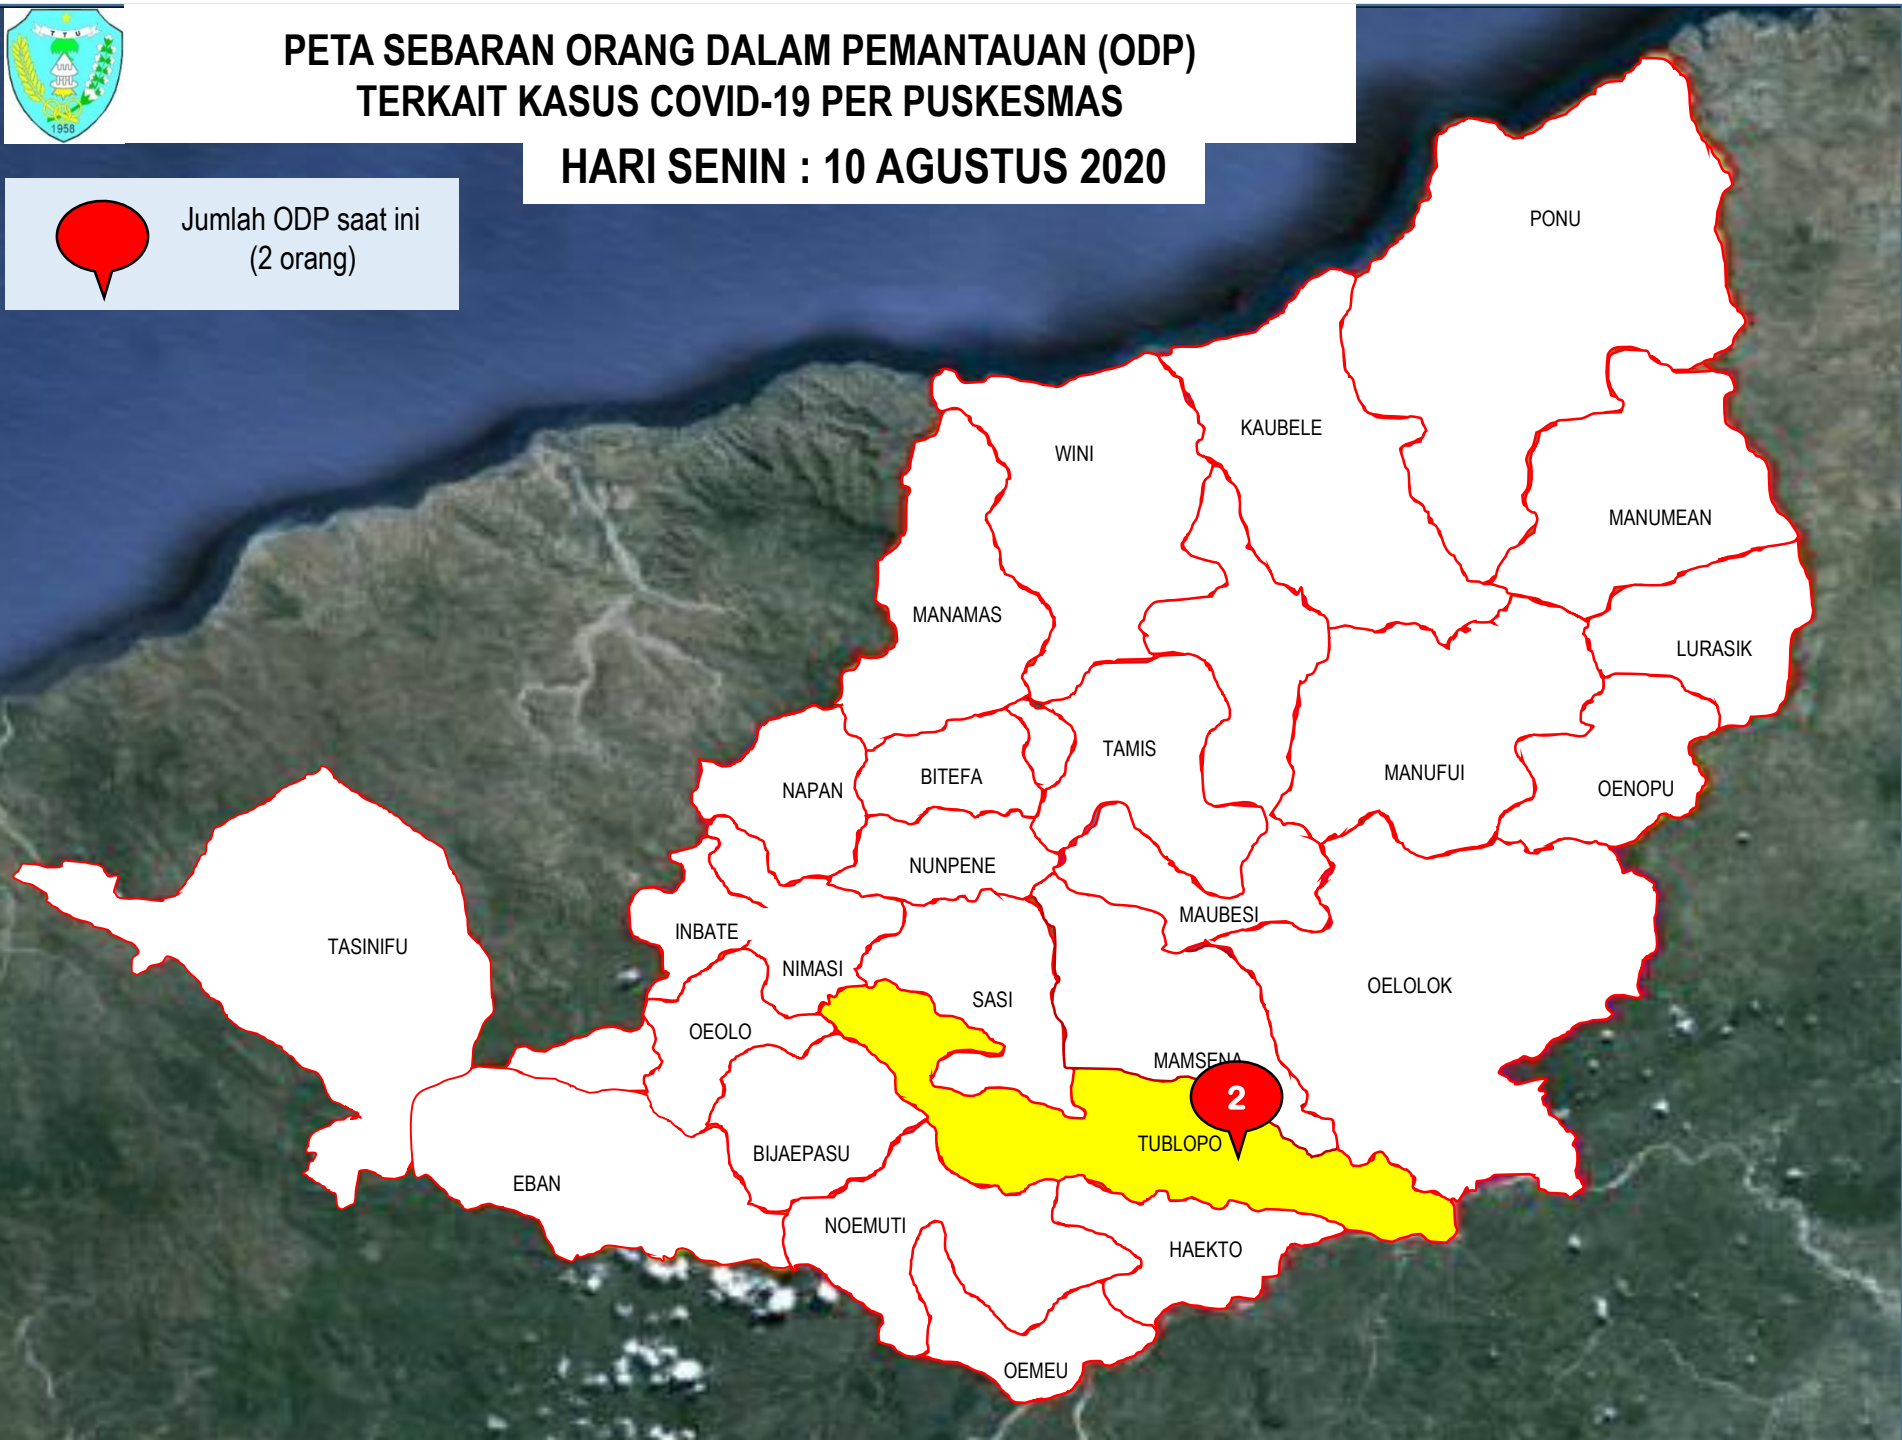 T T U
1958
PETA SEBARAN ORANG DALAM PEMANTAUAN (ODP)
TERKAIT KASUS COVID-19 PER PUSKESMAS
HARI SENIN : 10 AGUSTUS 2020
Jumlah ODP saat ini
(2 orang)
PONU
KAUBELE
WINI
MANUMEAN
MANAMAS
LURASIK
TAMIS
MANUFUI
BITEFA
NAPAN
OENOPU
NUNPENE
MAUBESI
INBATE
TASINIFU
NIMASI
OELOLOK
SASI
OEOLO
MAMSENA
2
TUBLOPO
BIJAEPASU
EBAN
NOEMUTI
HAEKTO
OEMEU